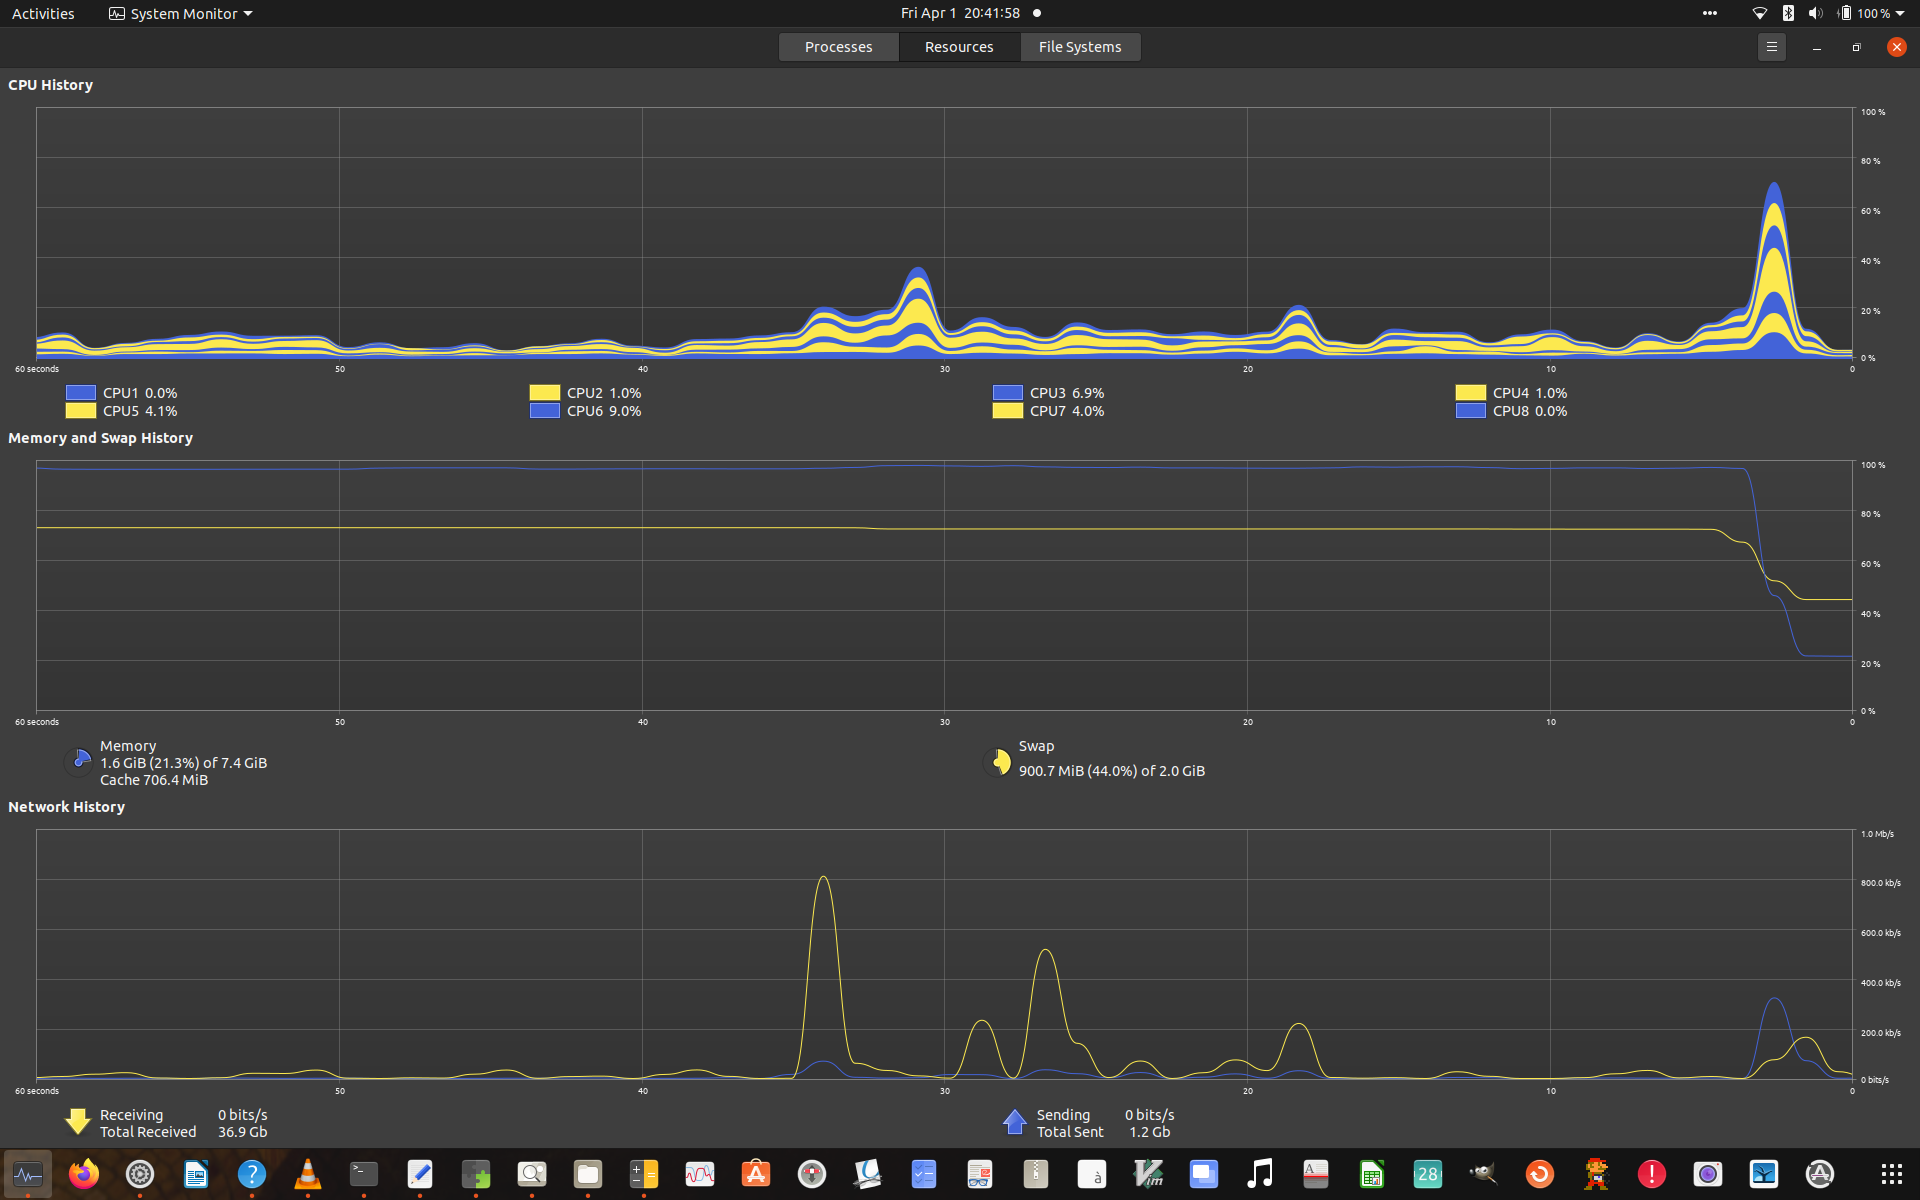 Activities
System Monitor
Fri Apr 1 20:41:58
100 %
Processes
Resources
File Systems
CPU History
100 %
80 %
60 %
40 %
20 %
0 %
60 seconds 50 40 30 20 10 0
CPU1 0.0%
CPU2 1.0%
CPU3 6.9%
CPU4 1.0%
CPU5 4.1%
CPU6 9.0%
CPU7 4.0%
CPU8 0.0%
Memory and Swap History
100 %
80 %
60 %
40 %
20 %
0 %
60 seconds 50 40 30 20 10 0
Memory
1.6 GiB (21.3%) of 7.4 GiB
Cache 706.4 MiB
Swap
900.7 MiB (44.0%) of 2.0 GiB
Network History
1.0 Mb/s
800.0 kb/s
600.0 kb/s
400.0 kb/s
200.0 kb/s
0 bits/s
60 seconds 50 40 30 20 10 0
Receiving 0 bits/s
Total Received 36.9 Gb
Sending 0 bits/s
Total Sent 1.2 Gb
?
>_
à
Vim
A
28
!